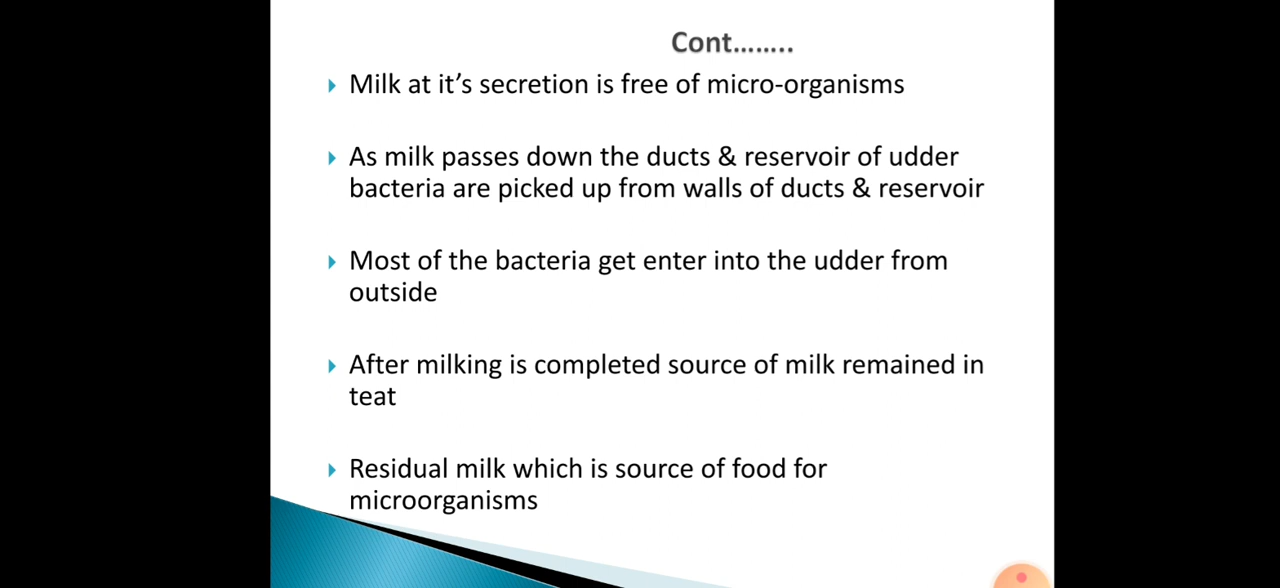 Cont........
Milk at it’s secretion is free of micro-organisms
As milk passes down the ducts & reservoir of udder
bacteria are picked up from walls of ducts & reservoir
Most of the bacteria get enter into the udder from
outside
After milking is completed source of milk remained in
teat
Residual milk which is source of food for
microorganisms